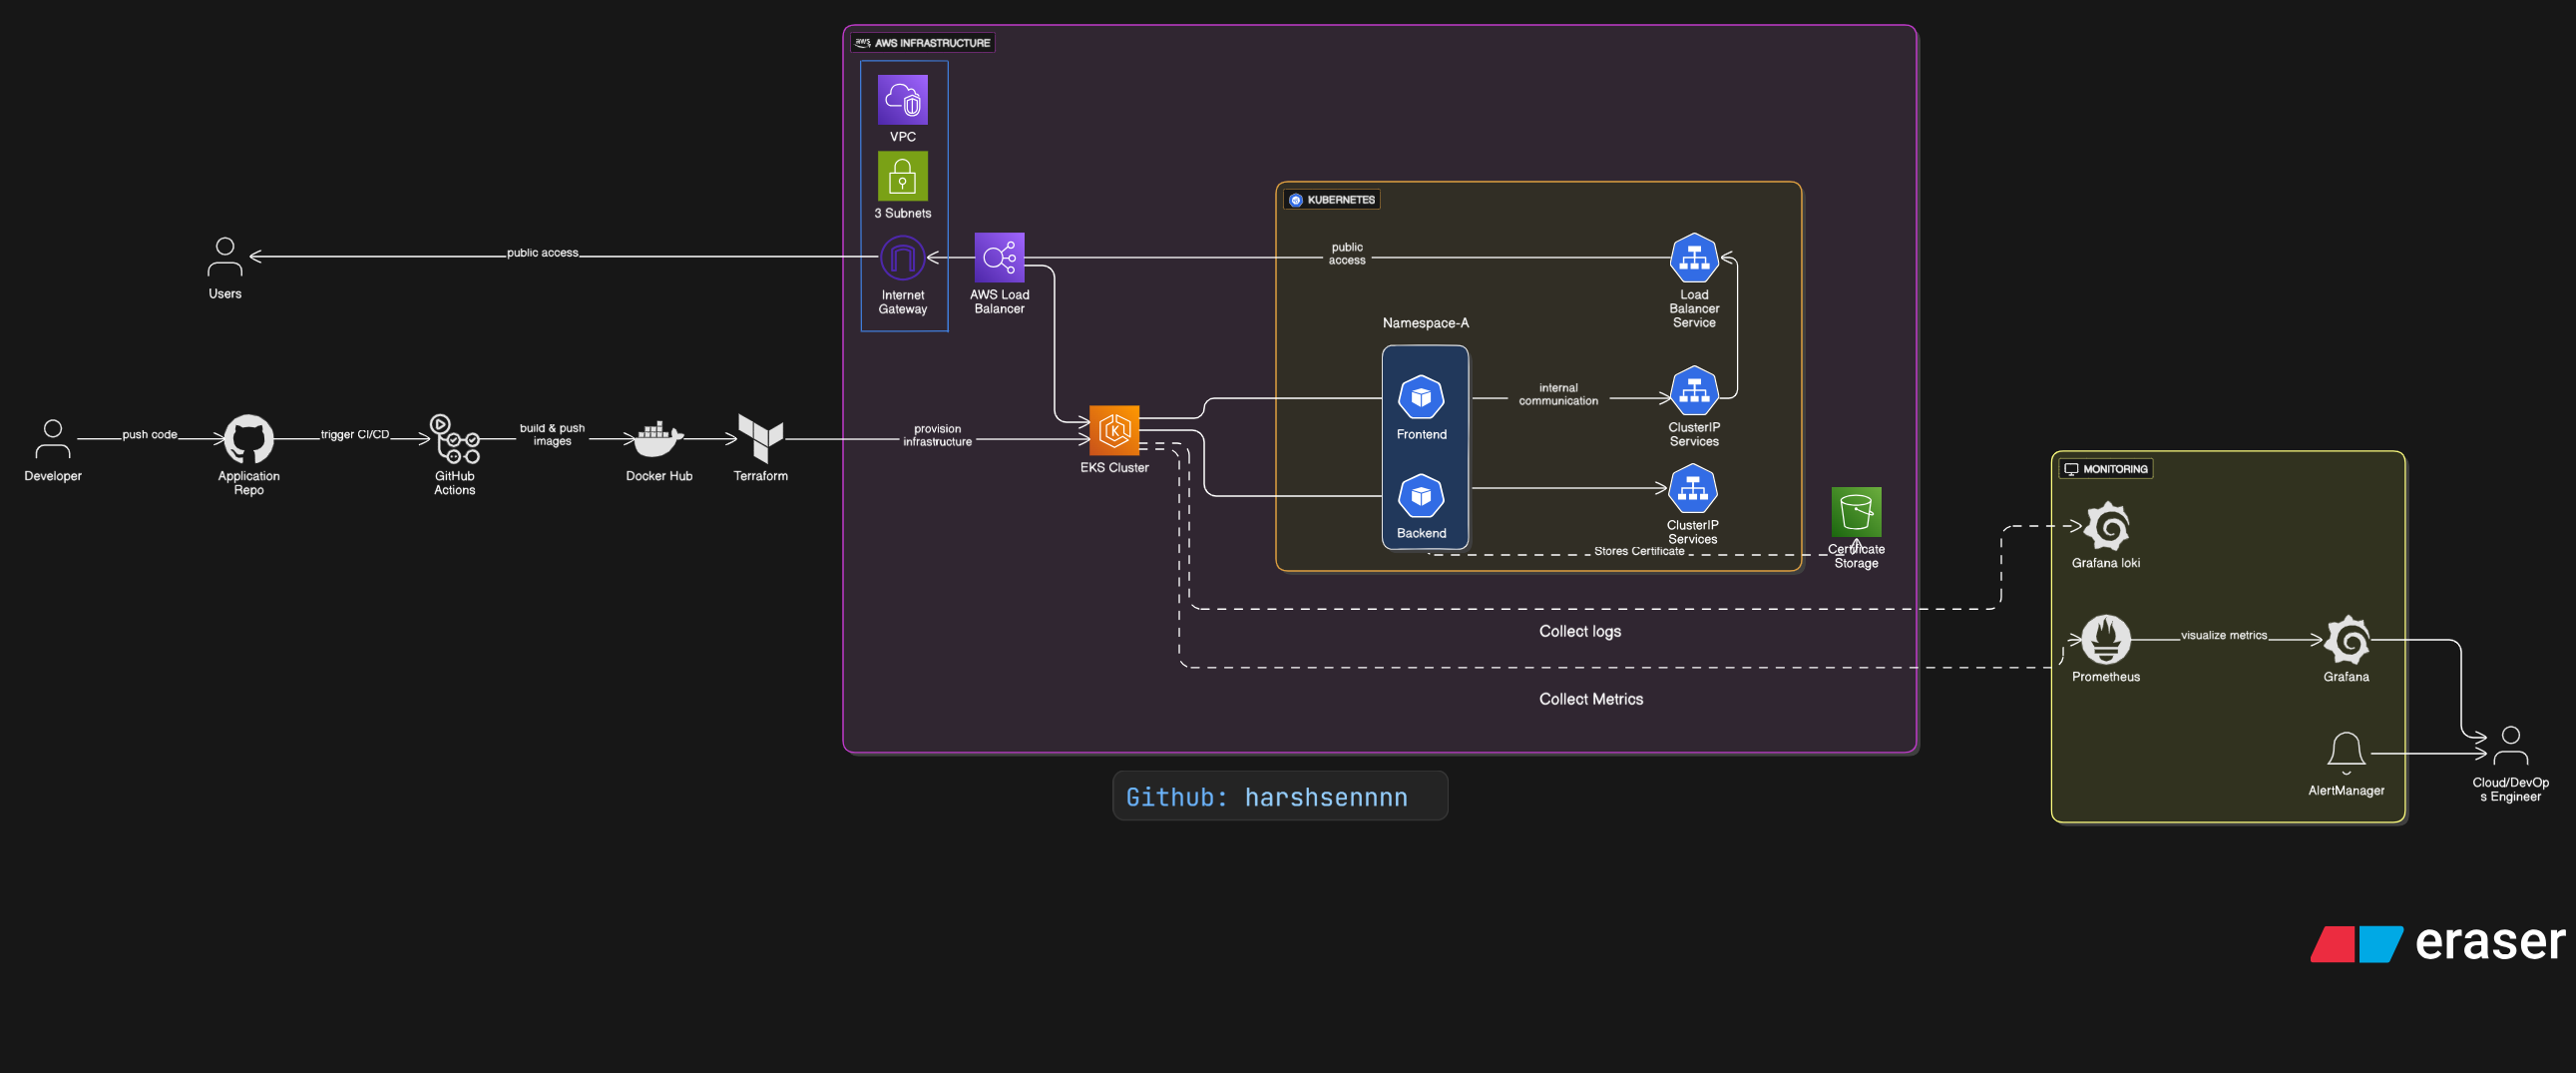 aws AWS INFRASTRUCTURE
VPC
3 Subnets
Internet
Gateway
AWS Load
Balancer
public access
Users
KUBERNETES
public
access
Load
Balancer
Service
Namespace-A
Frontend
Backend
internal
communication
ClusterIP
Services
ClusterIP
Services
Stores Certificate
Certificate
Storage
Developer
push code
Application
Repo
trigger CI/CD
GitHub
Actions
build & push
images
Docker Hub
Terraform
provision
infrastructure
EKS Cluster
Collect logs
Collect Metrics
MONITORING
Grafana loki
Prometheus
visualize metrics
Grafana
AlertManager
Cloud/DevOp
s Engineer
Github: harshsennnn
eraser